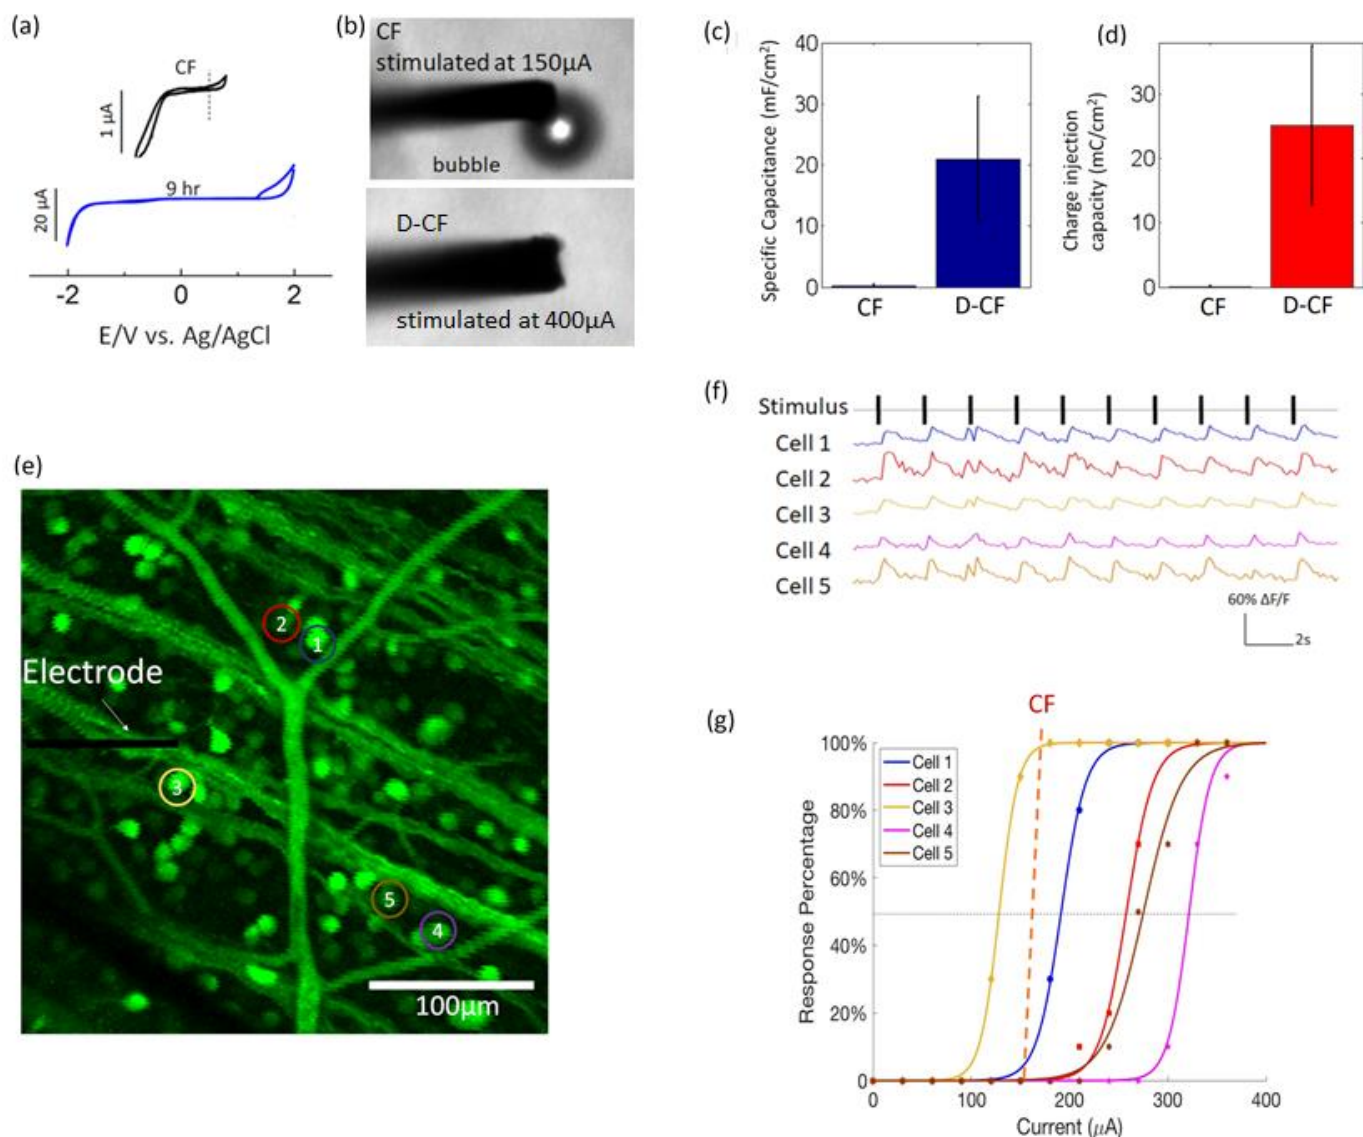 (a)
CF
1 µA
9 hr
20 µA
-2 0 2
E/V vs. Ag/AgCl
(b)
CF
stimulated at 150µA
bubble
D-CF
stimulated at 400µA
(c)
Specific Capacitance (mF/cm²)
40
30
20
10
0
CF D-CF
(d)
Charge injection
capacity (mC/cm²)
30
20
10
0
CF D-CF
(e)
Electrode
1
2
3
4
5
100µm
(f)
Stimulus
Cell 1
Cell 2
Cell 3
Cell 4
Cell 5
60% ΔF/F
2s
(g)
CF
Response Percentage
100%
80%
60%
40%
20%
0
Cell 1
Cell 2
Cell 3
Cell 4
Cell 5
0 100 200 300 400
Current (µA)